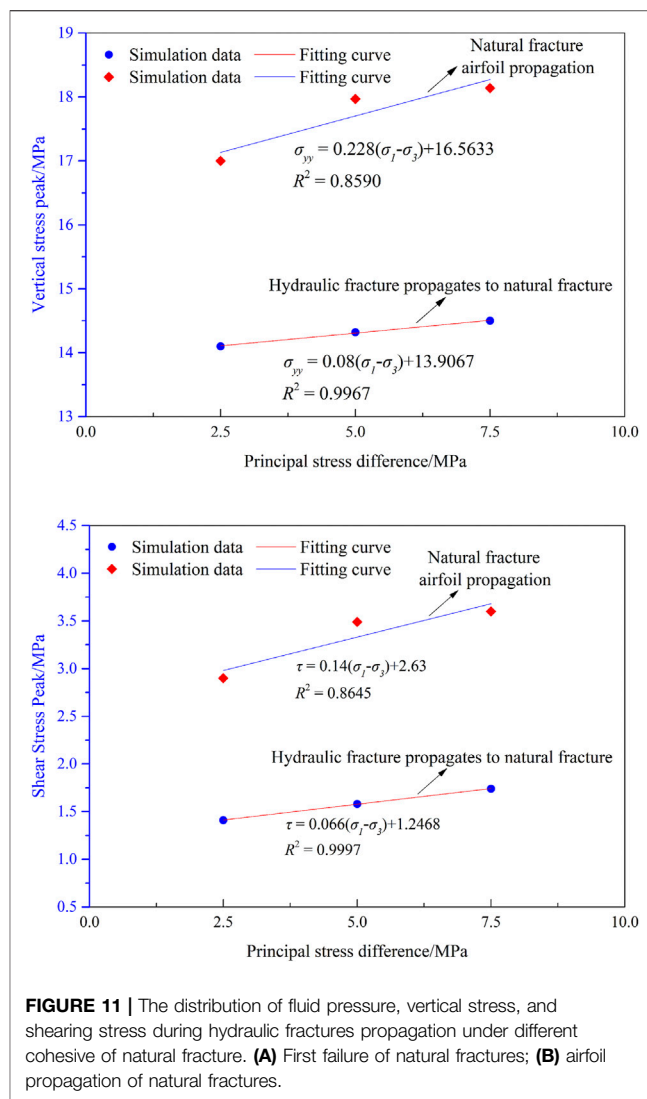 19
18
17
16
15
14
13
Vertical stress peak/MPa
Simulation data
Fitting curve
Simulation data
Fitting curve
Natural fracture
airfoil propagation
σyy = 0.228(σ1-σ3)+16.5633
R² = 0.8590
Hydraulic fracture propagates to natural fracture
σyy = 0.08(σ1-σ3)+13.9067
R² = 0.9967
0.0 2.5 5.0 7.5 10.0
Principal stress difference/MPa
4.5
4.0
3.5
3.0
2.5
2.0
1.5
1.0
0.5
Shear Stress Peak/MPa
Simulation data
Fitting curve
Simulation data
Fitting curve
Natural fracture
airfoil propagation
τ = 0.14(σ1-σ3)+2.63
R² = 0.8645
Hydraulic fracture propagates to natural fracture
τ = 0.066(σ1-σ3)+1.2468
R² = 0.9997
0.0 2.5 5.0 7.5 10.0
Principal stress difference/MPa
FIGURE 11 | The distribution of fluid pressure, vertical stress, and
shearing stress during hydraulic fractures propagation under different
cohesive of natural fracture. (A) First failure of natural fractures; (B) airfoil
propagation of natural fractures.